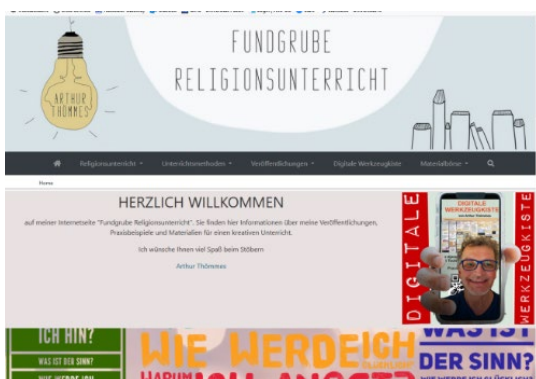 FUNDGRUBE
RELIGIONSUNTERRICHT
ARTHUR
THÖMMES
Religionsunterricht
Unterrichtsmethoden
Veröffentlichungen
Digitale Werkzeugkiste
Materialbörse
Home
HERZLICH WILLKOMMEN
auf meiner Internetseite "Fundgrube Religionsunterricht". Sie finden hier Informationen über meine Veröffentlichungen,
Praxisbeispiele und Materialien für einen kreativen Unterricht.
Ich wünsche Ihnen viel Spaß beim Stöbern
Arthur Thömmes
DIGITALE
DIGITALE
WERKZEUGKISTE
WERKZEUGKISTE
ICH HIN?
WAS IST DER SINN?
WIE WERDE ICH
WARUM
WAS IST
DER SINN?